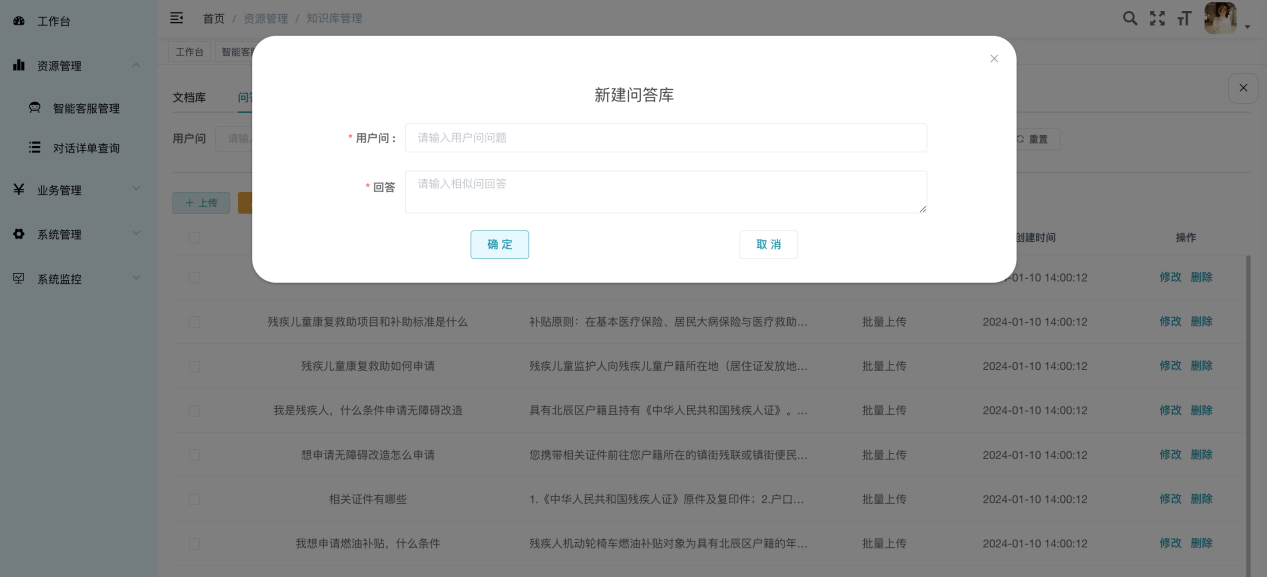 工作台
首页 / 资源管理 / 知识库管理
工作台 智能客服
资源管理
智能客服管理
对话详单查询
业务管理
系统管理
系统监控
文档库 问答
用户问 请输 重置
+ 上传
新建问答库
* 用户问：
请输入用户问问题
* 回答
请输入相似问回答
确 定 取 消
创建时间 操作
-01-10 14:00:12 修改 删除
残疾儿童康复救助项目和补助标准是什么 补贴原则：在基本医疗保险、居民大病保险与医疗救助... 批量上传 2024-01-10 14:00:12 修改 删除
残疾儿童康复救助如何申请 残疾儿童监护人向残疾儿童户籍所在地（居住证发放地... 批量上传 2024-01-10 14:00:12 修改 删除
我是残疾人，什么条件申请无障碍改造 具有北辰区户籍且持有《中华人民共和国残疾人证》。... 批量上传 2024-01-10 14:00:12 修改 删除
想申请无障碍改造怎么申请 您携带相关证件前往您户籍所在的镇街残联或镇街便民... 批量上传 2024-01-10 14:00:12 修改 删除
相关证件有哪些 1.《中华人民共和国残疾人证》原件及复印件；2.户口... 批量上传 2024-01-10 14:00:12 修改 删除
我想申请燃油补贴，什么条件 残疾人机动轮椅车燃油补贴对象为具有北辰区户籍的年... 批量上传 2024-01-10 14:00:12 修改 删除